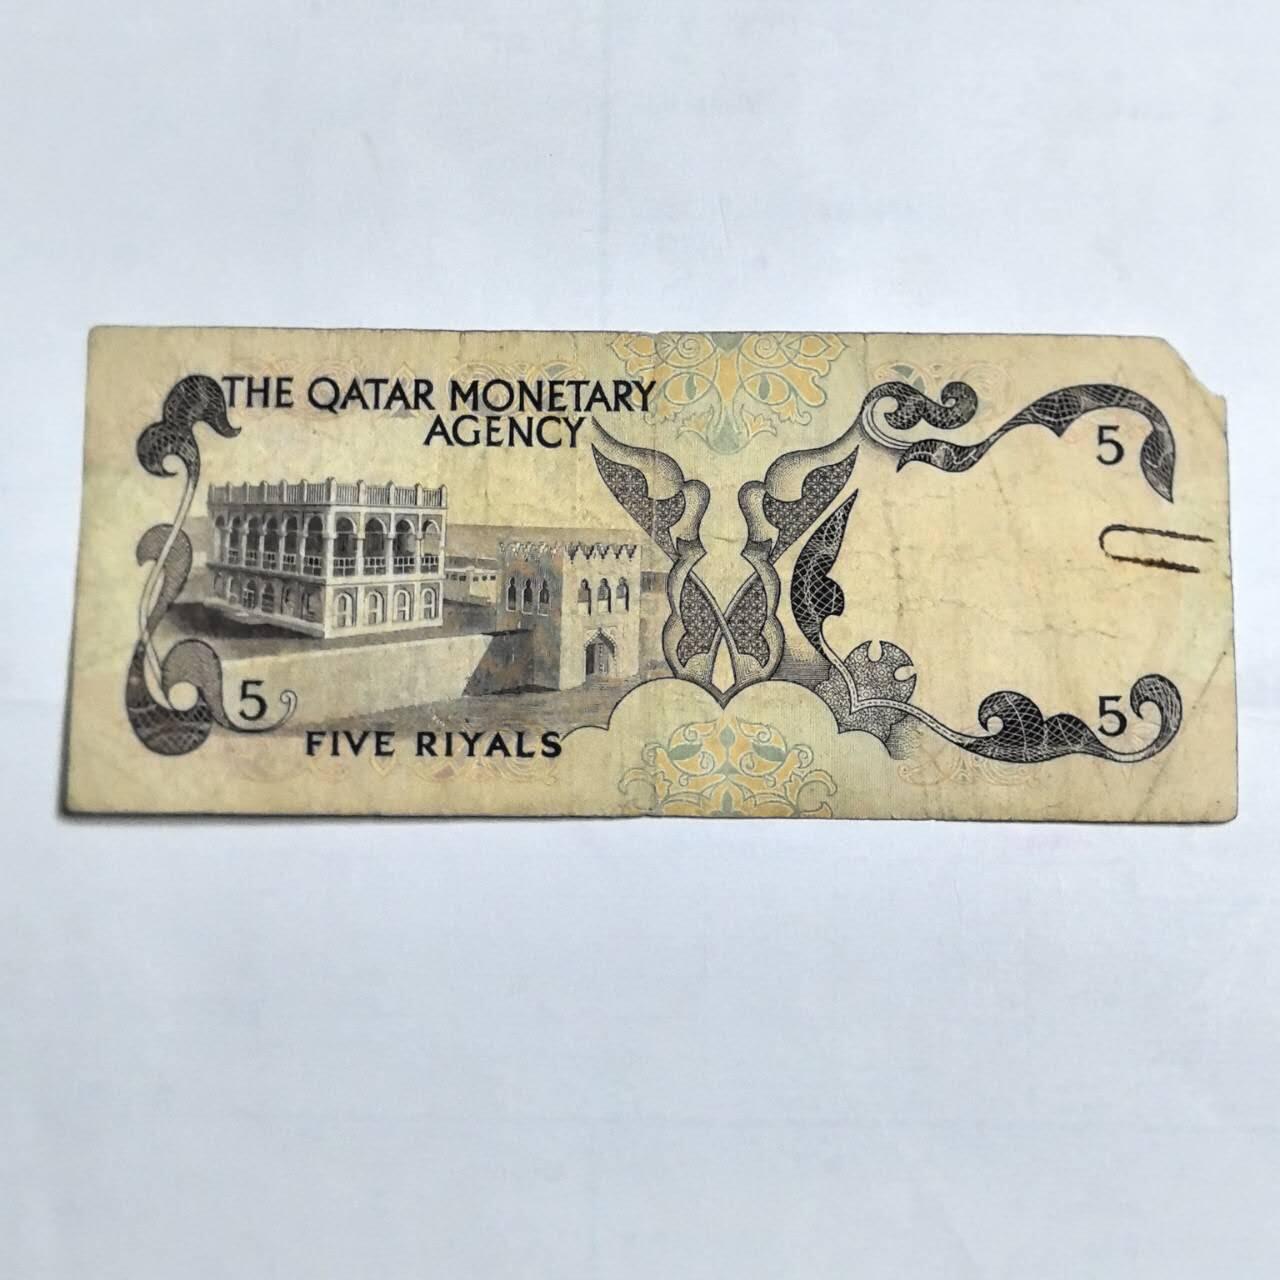 THE QATAR MONETARY
AGENCY
5
5
FIVE RIYALS
5